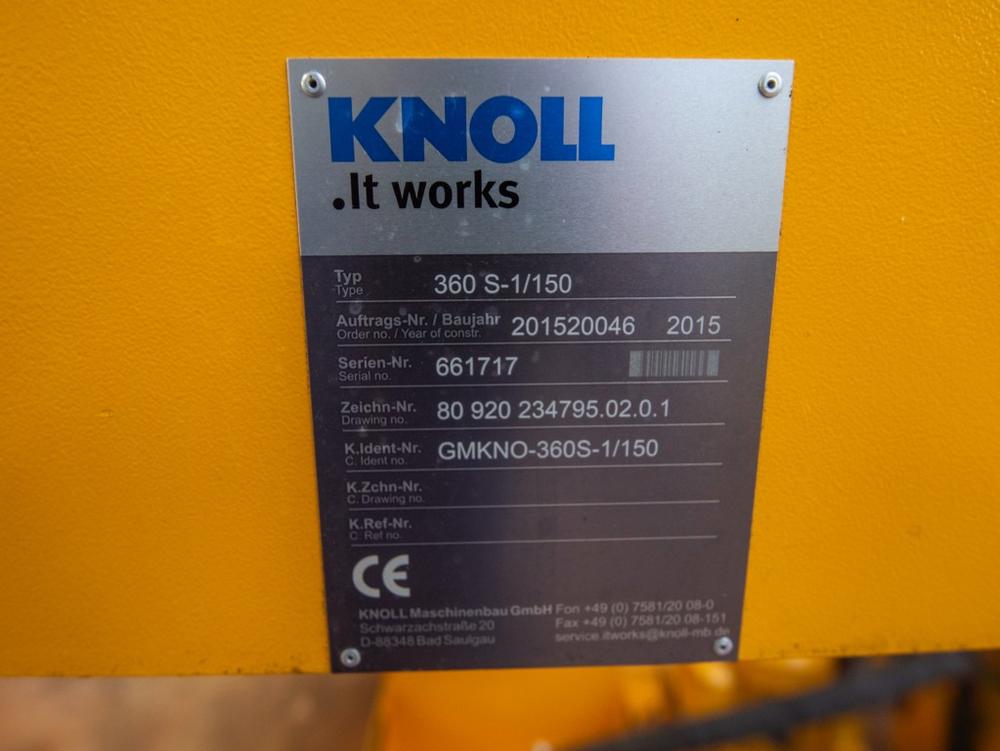 KNOLL
.It works
Typ 360 S-1/150
Type
Auftrags-Nr. / Baujahr 201520046 2015
Order no. / Year of constr.
Serien-Nr. 661717
Serial no.
Zeichn-Nr. 80 920 234795.02.0.1
Drawing no.
K.Ident-Nr. GMKNO-360S-1/150
C. Ident no.
K.Zchn-Nr.
C. Drawing no.
K.Ref-Nr.
C. Ref no.
CE
KNOLL Maschinenbau GmbH Fon +49 (0) 7581/20 08-0
Schwarzachstraße 20 Fax +49 (0) 7581/20 08-151
D-88348 Bad Saulgau service.itworks@knoll-mb.de